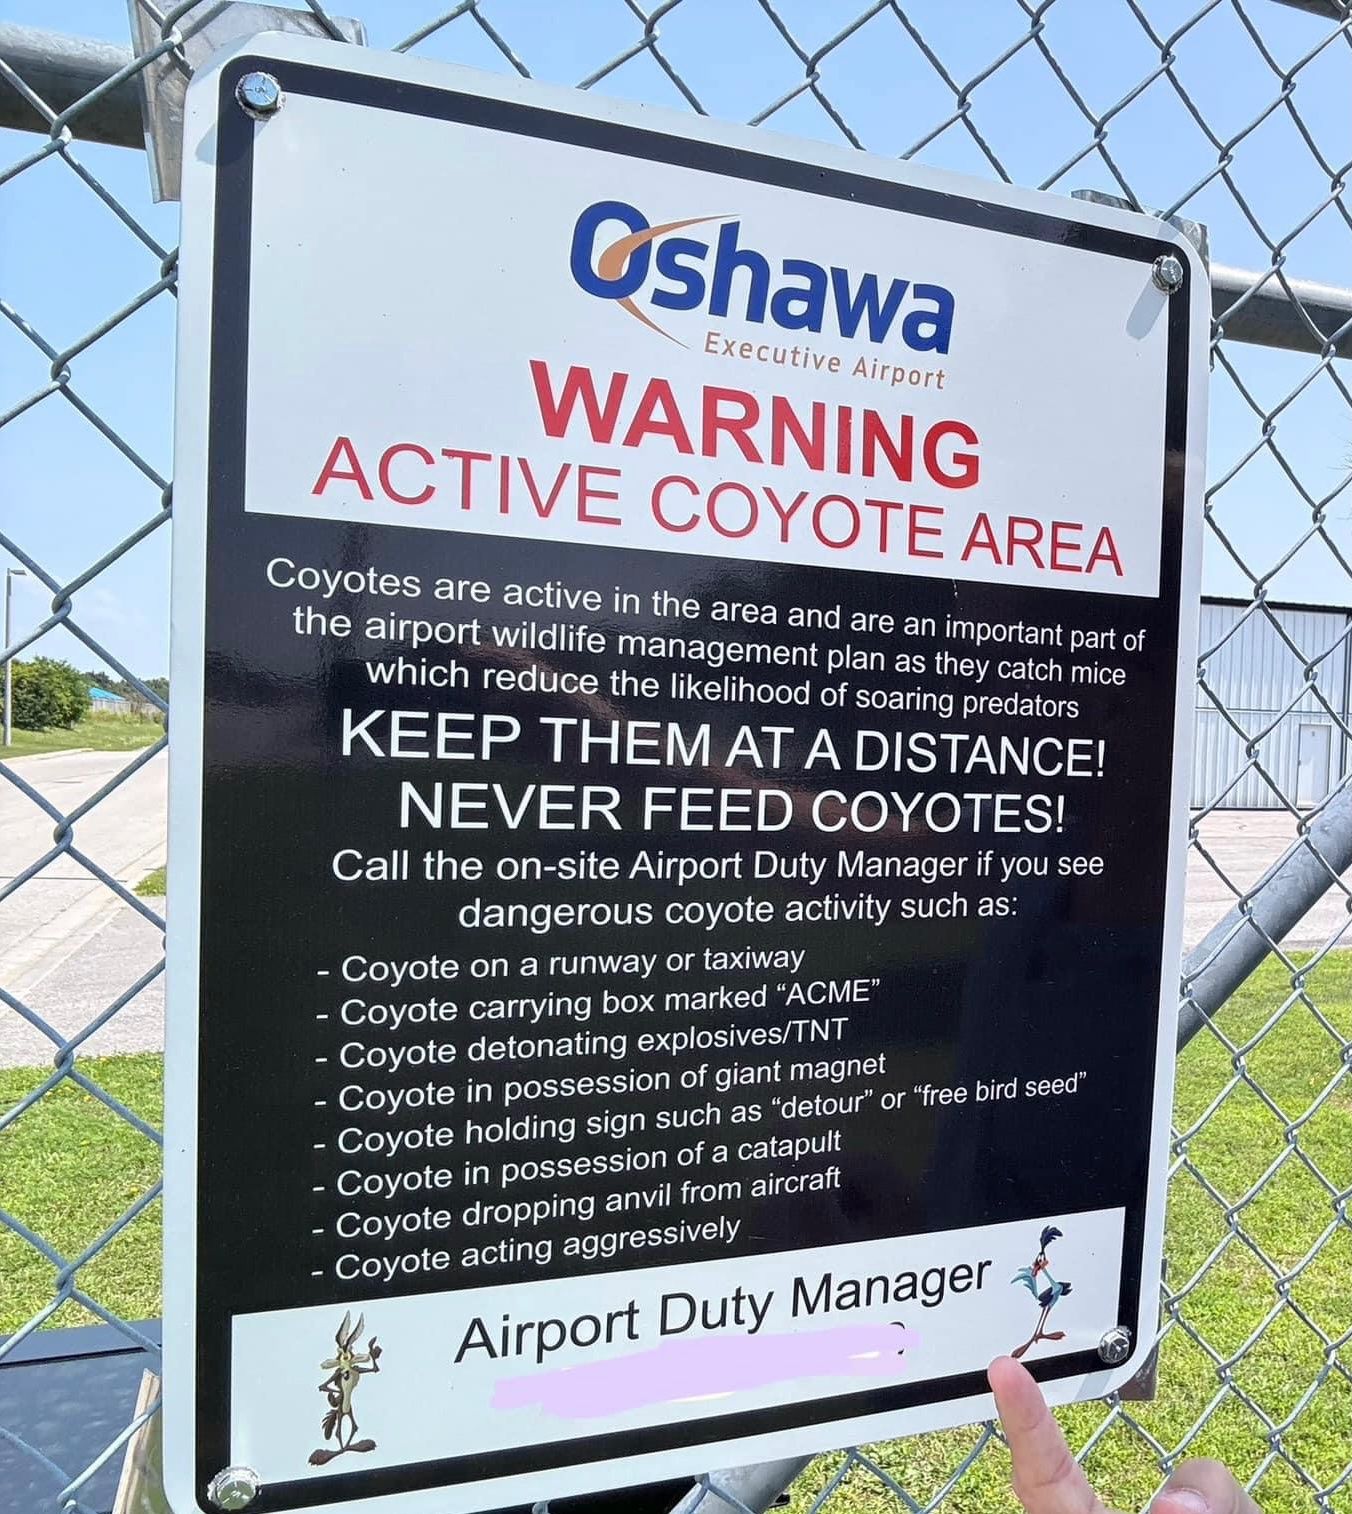 Oshawa
Executive Airport
WARNING
ACTIVE COYOTE AREA
Coyotes are active in the area and are an important part of
the airport wildlife management plan as they catch mice
which reduce the likelihood of soaring predators
KEEP THEM AT A DISTANCE!
NEVER FEED COYOTES!
Call the on-site Airport Duty Manager if you see
dangerous coyote activity such as:
- Coyote on a runway or taxiway
- Coyote carrying box marked “ACME”
- Coyote detonating explosives/TNT
- Coyote in possession of giant magnet
- Coyote holding sign such as “detour” or “free bird seed”
- Coyote in possession of a catapult
- Coyote dropping anvil from aircraft
- Coyote acting aggressively
Airport Duty Manager